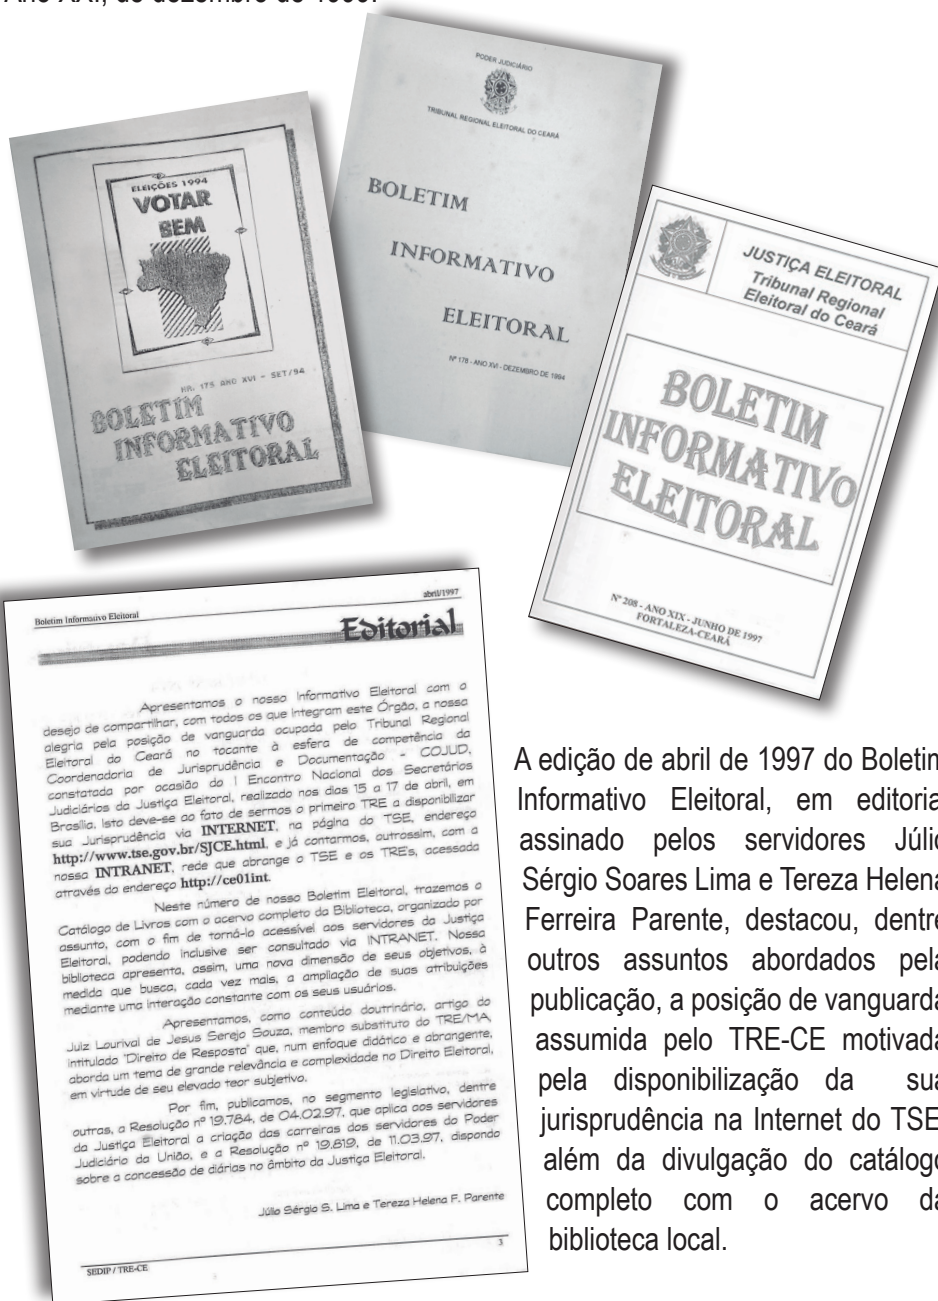 ELEIÇÕES 1994
VOTAR
BEM
NR. 175 ANO XVI - SET/94
BOLETIM
INFORMATIVO
ELEITORAL
PODER JUDICIÁRIO
TRIBUNAL REGIONAL ELEITORAL DO CEARÁ
BOLETIM
INFORMATIVO
ELEITORAL
Nº 178 - ANO XVI - DEZEMBRO DE 1994
JUSTIÇA ELEITORAL
Tribunal Regional
Eleitoral do Ceará
BOLETIM
INFORMATIVO
ELEITORAL
Nº 208 - ANO XIX - JUNHO DE 1997
FORTALEZA-CEARÁ
Boletim Informativo Eleitoral
abril/1997
Editorial
Apresentamos o nosso Informativo Eleitoral com o
desejo de compartilhar, com todos os que integram este Órgão, a nossa
alegria pela posição de vanguarda ocupada pelo Tribunal Regional
Eleitoral do Ceará no tocante à esfera de competência da
Coordenadoria de Jurisprudência e Documentação - COJUD,
constatada por ocasião do I Encontro Nacional dos Secretários
Judiciários da Justiça Eleitoral, realizado nos dias 15 a 17 de abril, em
Brasília. Isto deve-se ao fato de sermos o primeiro TRE a disponibilizar
sua Jurisprudência via INTERNET, na página do TSE, endereço
http://www.tse.gov.br/SJCE.html, e já contarmos, outrossim, com a
nossa INTRANET, rede que abrange o TSE e os TRE's, acessada
através do endereço http://ce01int.
Neste número de nosso Boletim Eleitoral, trazemos o
Catálogo de Livros com o acervo completo da Biblioteca, organizado por
assunto, com o fim de torná-lo acessível aos servidores da Justiça
Eleitoral, podendo inclusive ser consultado via INTRANET. Nossa
biblioteca apresenta, assim, uma nova dimensão de seus objetivos, à
medida que busca, cada vez mais, a ampliação de suas atribuições
mediante uma interação constante com os seus usuários.
Apresentamos, como conteúdo doutrinário, artigo do
Juiz Lourival de Jesus Serejo Souza, membro substituto do TRE/MA,
intitulado "Direito de Resposta" que, num enfoque didático e abrangente,
aborda um tema de grande relevância e complexidade no Direito Eleitoral,
em virtude de seu elevado teor subjetivo.
Por fim, publicamos, no segmento legislativo, dentre
outras, a Resolução nº 19.784, de 04.02.97, que aplica aos servidores
da Justiça Eleitoral a criação das carreiras dos servidores do Poder
Judiciário da União, e a Resolução nº 19.819, de 11.03.97, dispondo
sobre a concessão de diárias no âmbito da Justiça Eleitoral.
Júlio Sérgio S. Lima e Tereza Helena F. Parente
SEDIP / TRE-CE
3
A edição de abril de 1997 do Boletim
Informativo Eleitoral, em editorial
assinado pelos servidores Júlio
Sérgio Soares Lima e Tereza Helena
Ferreira Parente, destacou, dentre
outros assuntos abordados pela
publicação, a posição de vanguarda
assumida pelo TRE-CE motivada
pela disponibilização da sua
jurisprudência na Internet do TSE
além da divulgação do catálogo
completo com o acervo da
biblioteca local.